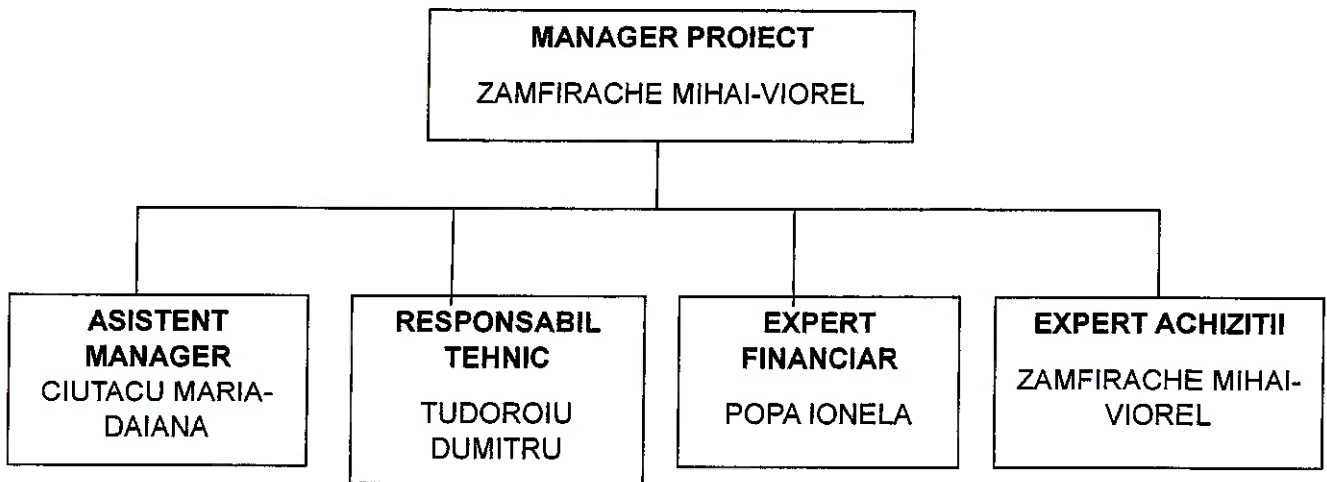 MANAGER PROIECT
ZAMFIRACHE MIHAI-VIOREL
ASISTENT
MANAGER
CIUTACU MARIA-
DAIANA
RESPONSABIL
TEHNIC
TUDOROIU
DUMITRU
EXPERT
FINANCIAR
POPA IONELA
EXPERT ACHIZITII
ZAMFIRACHE MIHAI-
VIOREL